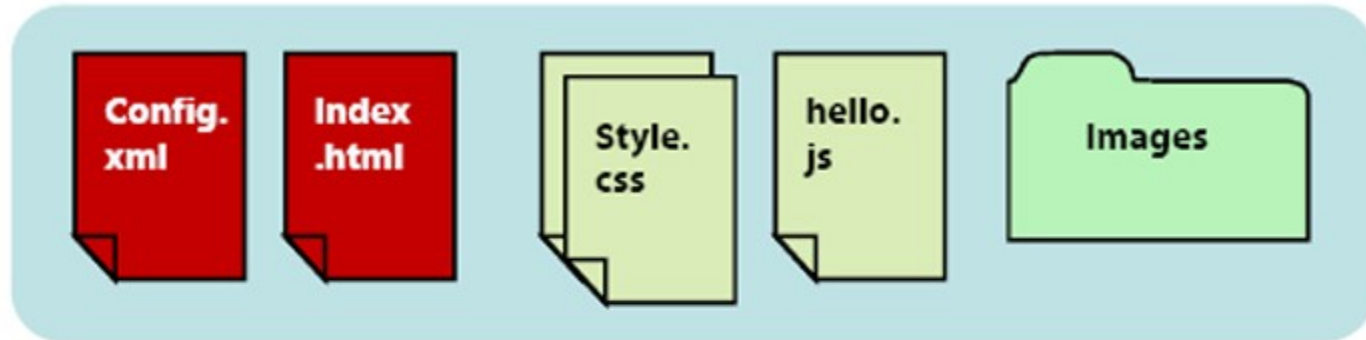 Config.
xml
Index
.html
Style.
css
hello.
js
Images